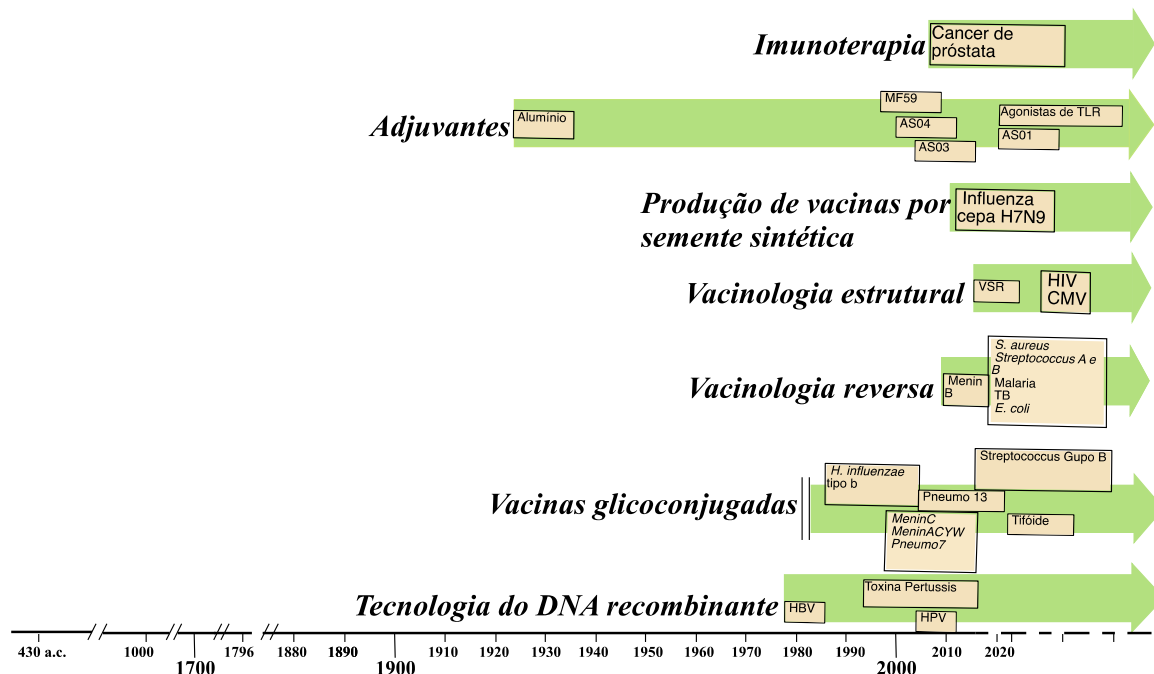 Imunoterapia
Cancer de
próstata
Adjuvantes
Alumínio
MF59
AS04
AS03
Agonistas de TLR
AS01
Produção de vacinas por
semente sintética
Influenza
cepa H7N9
Vacinologia estrutural
VSR
HIV
CMV
Vacinologia reversa
Menin
B
S. aureus
Streptococcus A e
B
Malaria
TB
E. coli
Vacinas glicoconjugadas
H. influenzae
tipo b
Pneumo 13
MeninC
MeninACYW
Pneumo7
Streptococcus Gupo B
Tifóide
Tecnologia do DNA recombinante
HBV
Toxina Pertussis
HPV
430 a.c. 1000 1700 1796 1880 1890 1900 1910 1920 1930 1940 1950 1960 1970 1980 1990 2000 2010 2020